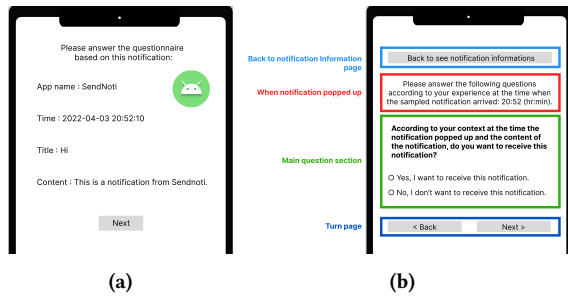 Please answer the questionnaire
based on this notification:
App name : SendNoti
Time : 2022-04-03 20:52:10
Title : Hi
Content : This is a notification from Sendnoti.
Next
(a)
Back to notification Information
page
When notification popped up
Main question section
Turn page
Back to see notification informations
Please answer the following questions
according to your experience at the time when
the sampled notification arrived: 20:52 (hr:min).
According to your context at the time the
notification popped up and the content of
the notification, do you want to receive this
notification?
O Yes, I want to receive this notification.
O No, I don't want to receive this notification.
< Back
Next >
(b)